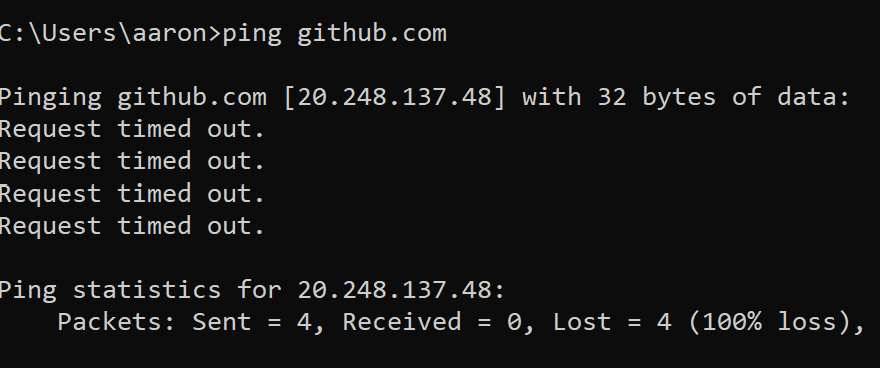 C:\Users\aaron>ping github.com
Pinging github.com [20.248.137.48] with 32 bytes of data:
Request timed out.
Request timed out.
Request timed out.
Request timed out.
Ping statistics for 20.248.137.48:
Packets: Sent = 4, Received = 0, Lost = 4 (100% loss),